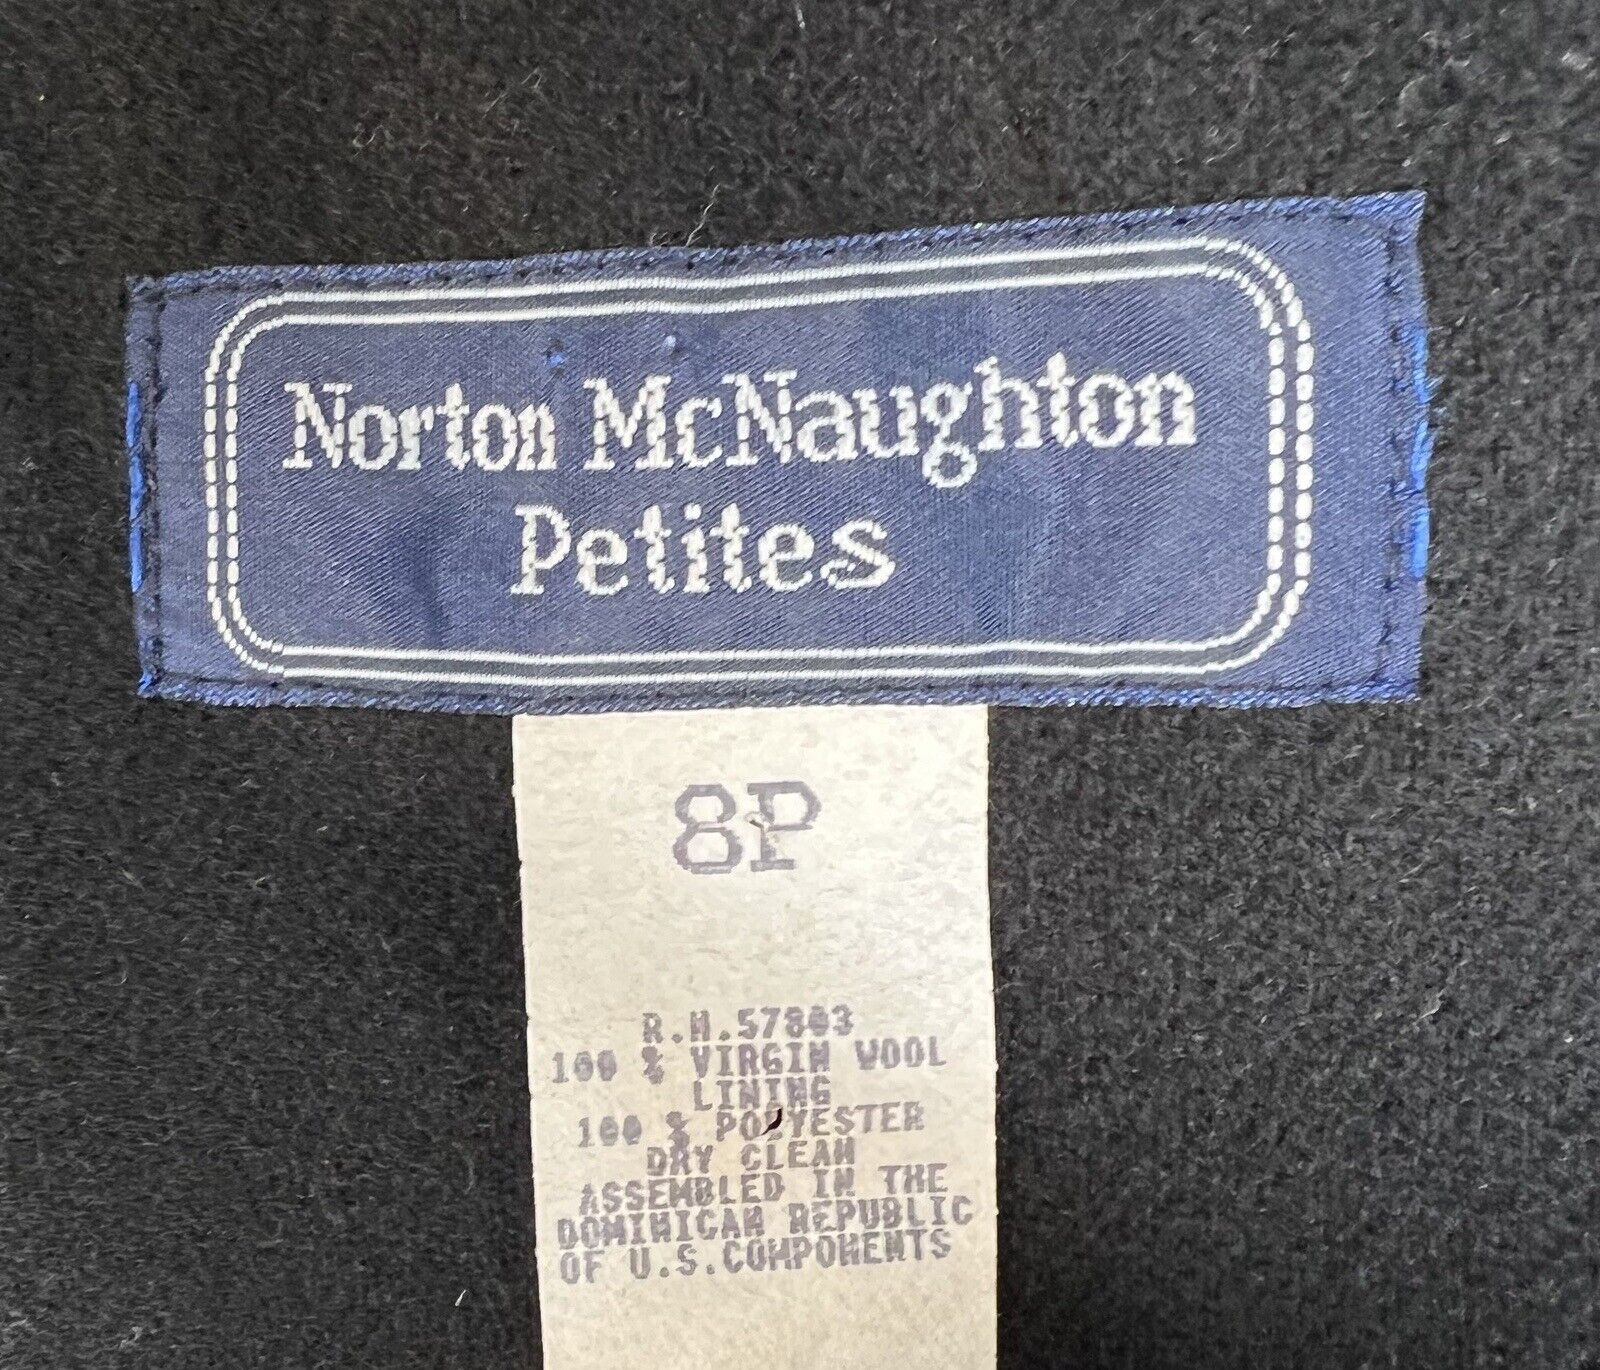 Norton McNaughton
Petites
8P
R.N.57803
100 % VIRGIN WOOL
LINING
100 % POLYESTER
DRY CLEAN
ASSEMBLED IN THE
DOMINICAN REPUBLIC
OF U.S.COMPONENTS